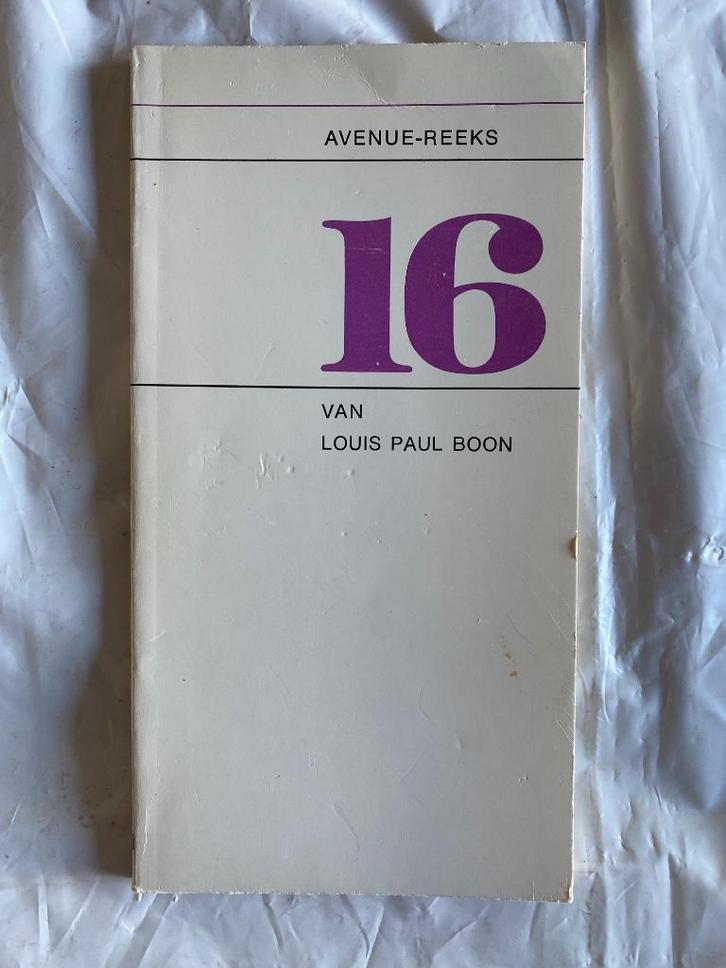 AVENUE-REEKS
16
VAN
LOUIS PAUL BOON